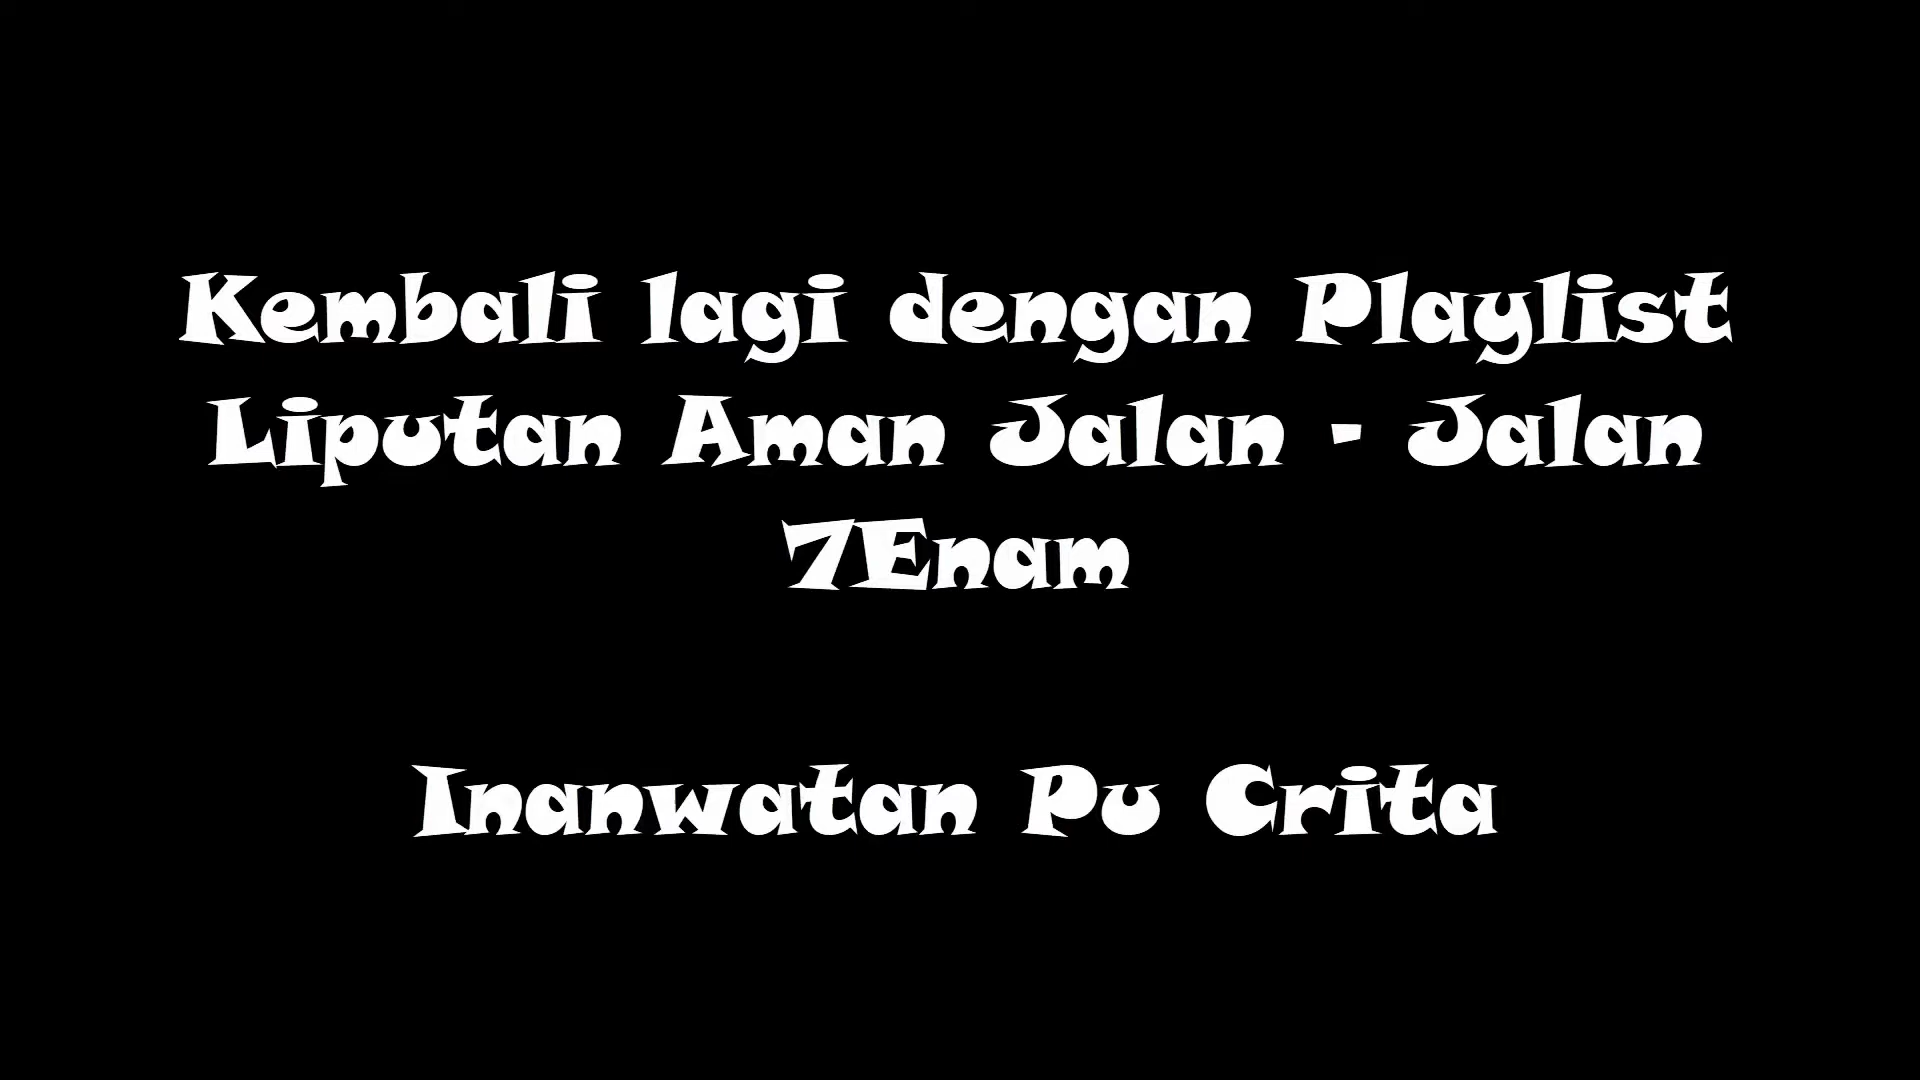 Kembali lagi dengan Playlist
Liputan Aman Jalan - Jalan
7Enam
Inanwatan Pu Crita